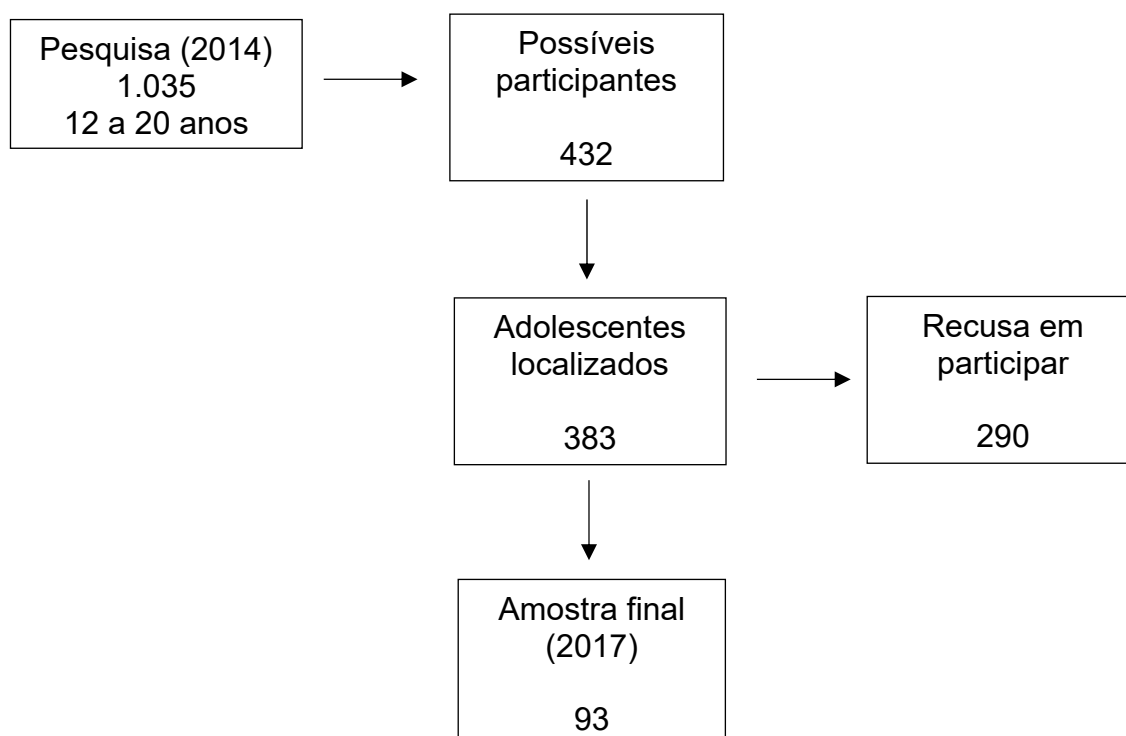 Pesquisa (2014)
1.035
12 a 20 anos
Possíveis
participantes
432
Adolescentes
localizados
383
Recusa em
participar
290
Amostra final
(2017)
93